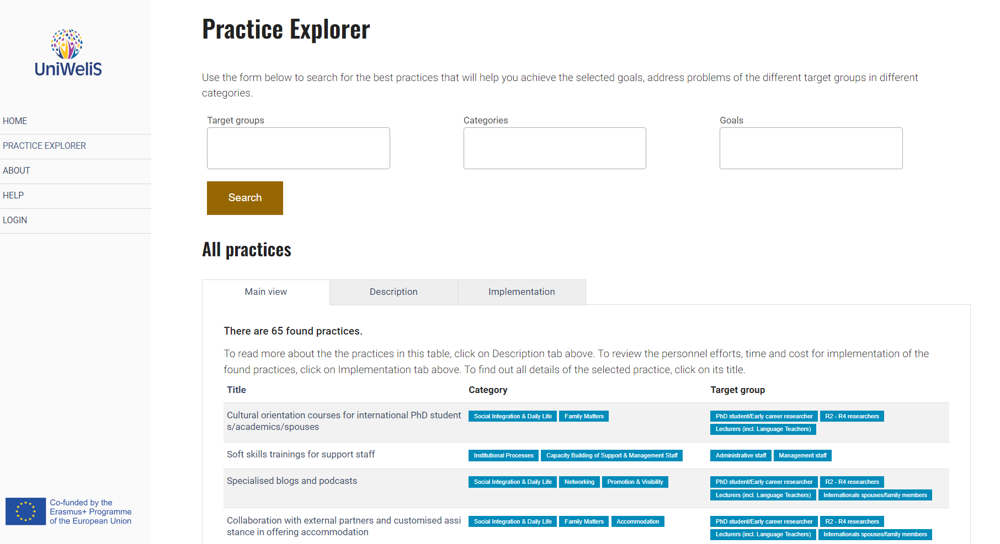 UniWeliS
HOME
PRACTICE EXPLORER
ABOUT
HELP
LOGIN
Co-funded by the
Erasmus+ Programme
of the European Union
Practice Explorer
Use the form below to search for the best practices that will help you achieve the selected goals, address problems of the different target groups in different
categories.
Target groups
Categories
Goals
Search
All practices
Main view
Description
Implementation
There are 65 found practices.
To read more about the the practices in this table, click on Description tab above. To review the personnel efforts, time and cost for implementation of the
found practices, click on Implementation tab above. To find out all details of the selected practice, click on its title.
Title Category Target group
Cultural orientation courses for international PhD student
s/academics/spouses
Social Integration & Daily Life Family Matters
PhD student/Early career researcher R2 - R4 researchers
Lecturers (incl. Language Teachers)
Soft skills trainings for support staff
Institutional Processes Capacity Building of Support & Management Staff
Administrative staff Management staff
Specialised blogs and podcasts
Social Integration & Daily Life Networking Promotion & Visibility
PhD student/Early career researcher R2 - R4 researchers
Lecturers (incl. Language Teachers) Internationals spouses/family members
Collaboration with external partners and customised assi
stance in offering accommodation
Social Integration & Daily Life Family Matters Accommodation
PhD student/Early career researcher R2 - R4 researchers
Lecturers (incl. Language Teachers) Internationals spouses/family members